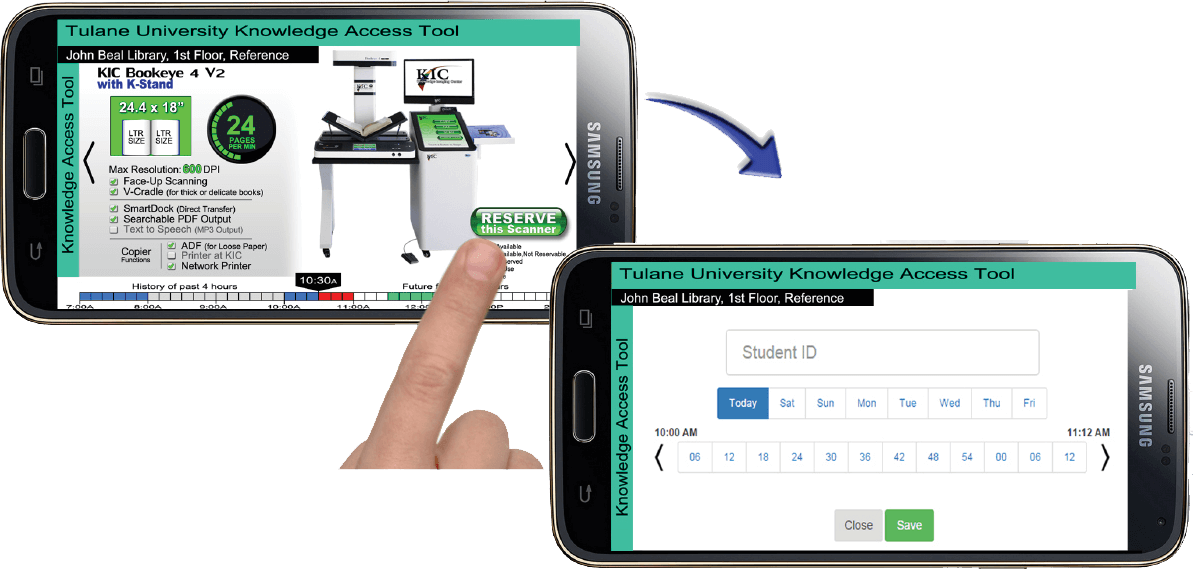 Tulane University Knowledge Access Tool
John Beal Library, 1st Floor, Reference
Knowledge Access Tool
KIC Bookeye 4 V2
with K-Stand
24.4 x 18”
LTR SIZE
LTR SIZE
24
PAGES
PER MIN
Max Resolution: 600 DPI
Face-Up Scanning
V-Cradle (for thick or delicate books)
SmartDock (Direct Transfer)
Searchable PDF Output
Text to Speech (MP3 Output)
Copier
Functions
ADF (for Loose Paper)
Printer at KIC
Network Printer
KIC
RESERVE
this Scanner
Available
ailable,Not Reservable
served
Use
History of past 4 hours
10:30A
Future f
rs
7:00A 8:00A 9:00A 10:00A 11:00A 12:0
SAMSUNG
Tulane University Knowledge Access Tool
John Beal Library, 1st Floor, Reference
Knowledge Access Tool
Student ID
Today Sat Sun Mon Tue Wed Thu Fri
10:00 AM 11:12 AM
06 12 18 24 30 36 42 48 54 00 06 12
Close Save
SAMSUNG